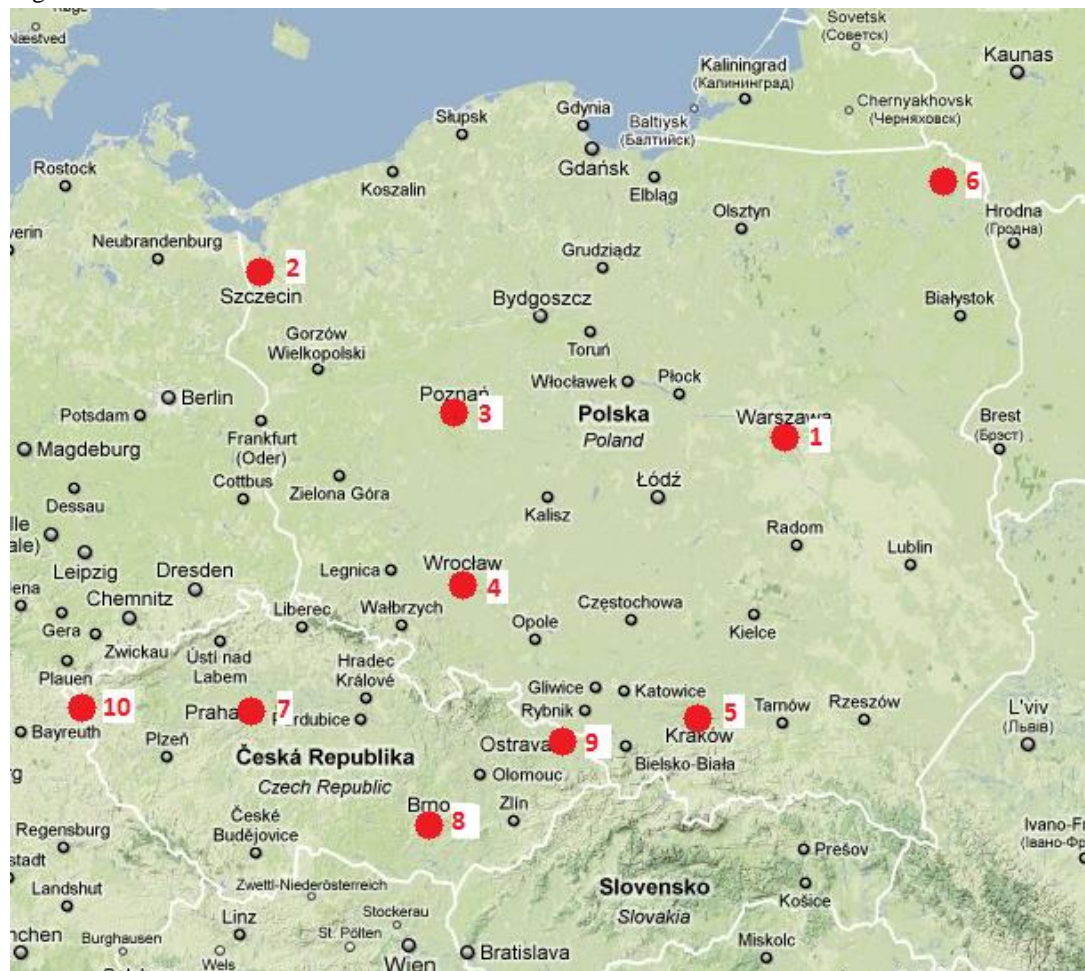 Sovetsk
(Советск)
Næstved
Kaunas
Kaliningrad
(Калининград)
Gdynia
Słupsk
Chernyakhovsk
(Черняховск)
Baltiysk
(Балтийск)
Gdańsk
Rostock
Koszalin
Elbląg
6
Olsztyn
Hrodna
(Гродна)
Neubrandenburg
Grudziądz
2
Szczecin
Bydgoszcz
Białystok
Gorzów
Wielkopolski
Toruń
Włocławek
Płock
Berlin
Poznań
Potsdam
3
Polska
Poland
Warszawa
1
Brest
(Брэст)
Magdeburg
Frankfurt
(Oder)
Cottbus
Łódź
Zielona Góra
Dessau
Kalisz
Radom
Lublin
Leipzig
Dresden
Legnica
Wrocław
4
Chemnitz
Liberec
Wałbrzych
Częstochowa
Gera
Opole
Kielce
Zwickau
Ústí nad
Labem
Hradec
Králové
Plauen
Gliwice
Katowice
Rzeszów
10
Praha
7
Rybnik
5
Tarnów
L'viv
(Львів)
Bayreuth
Plzeň
Kraków
Ostrava
9
Česká Republika
Czech Republic
Bielsko-Biała
Olomouc
Brno
8
Zlín
České
Budějovice
Regensburg
Prešov
Zwettl-Niederösterreich
Slovensko
Slovakia
Košice
Landshut
Stockerau
Linz
St. Pölten
Burghausen
Wels
Wien
Bratislava
Miskolc